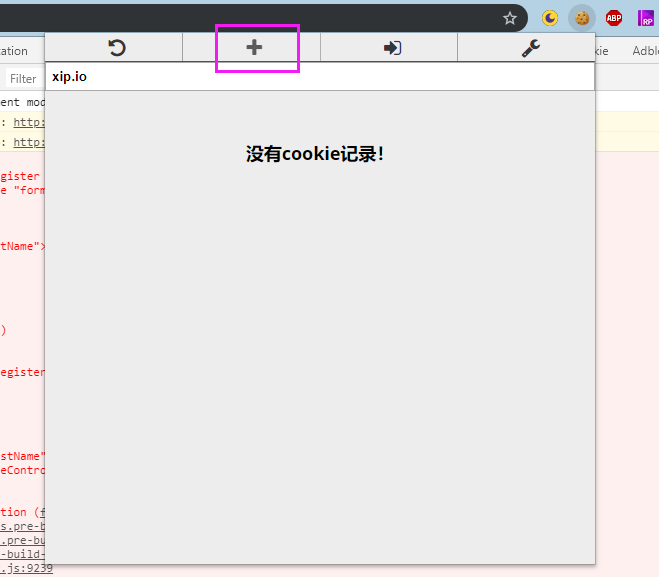 ABP
RP
ation
kie
Adbl
Filter
xip.io
ent mod
: http:
没有cookie记录!
: http:
gister
e "form
tName">
)
egister
stName"
eContro
tion (f
s.pre-b
.pre-bu
-build-
.js:9239